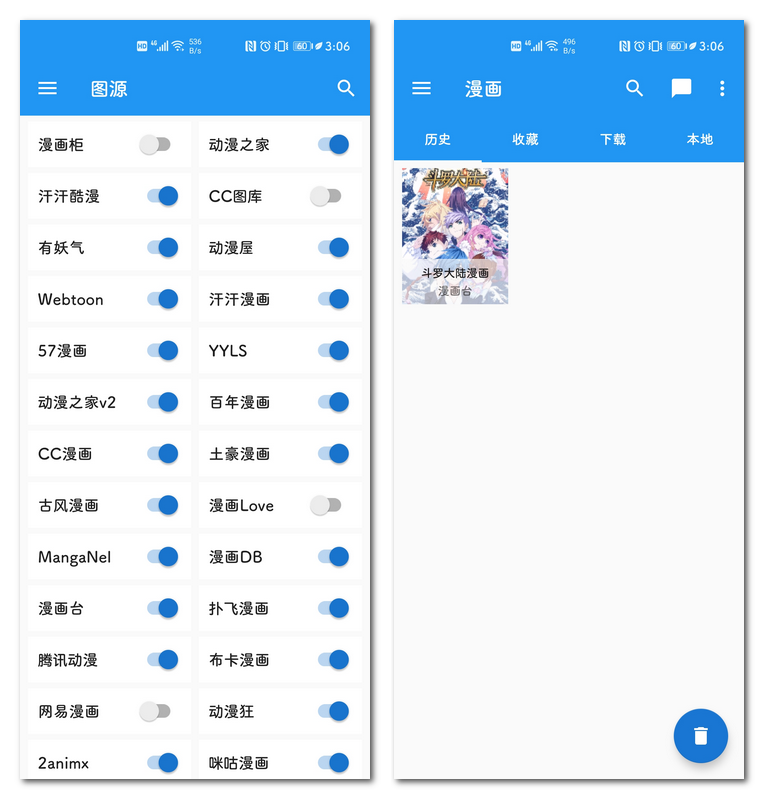 HD 4G 536 B/s 60 3:06
图源
漫画柜 动漫之家
汗汗酷漫 CC图库
有妖气 动漫屋
Webtoon 汗汗漫画
57漫画 YYLS
动漫之家v2 百年漫画
CC漫画 土豪漫画
古风漫画 漫画Love
MangaNel 漫画DB
漫画台 扑飞漫画
腾讯动漫 布卡漫画
网易漫画 动漫狂
2animx 咪咕漫画
HD 4G 496 B/s 60 3:06
漫画
历史 收藏 下载 本地
斗罗大陆
斗罗大陆漫画
漫画台